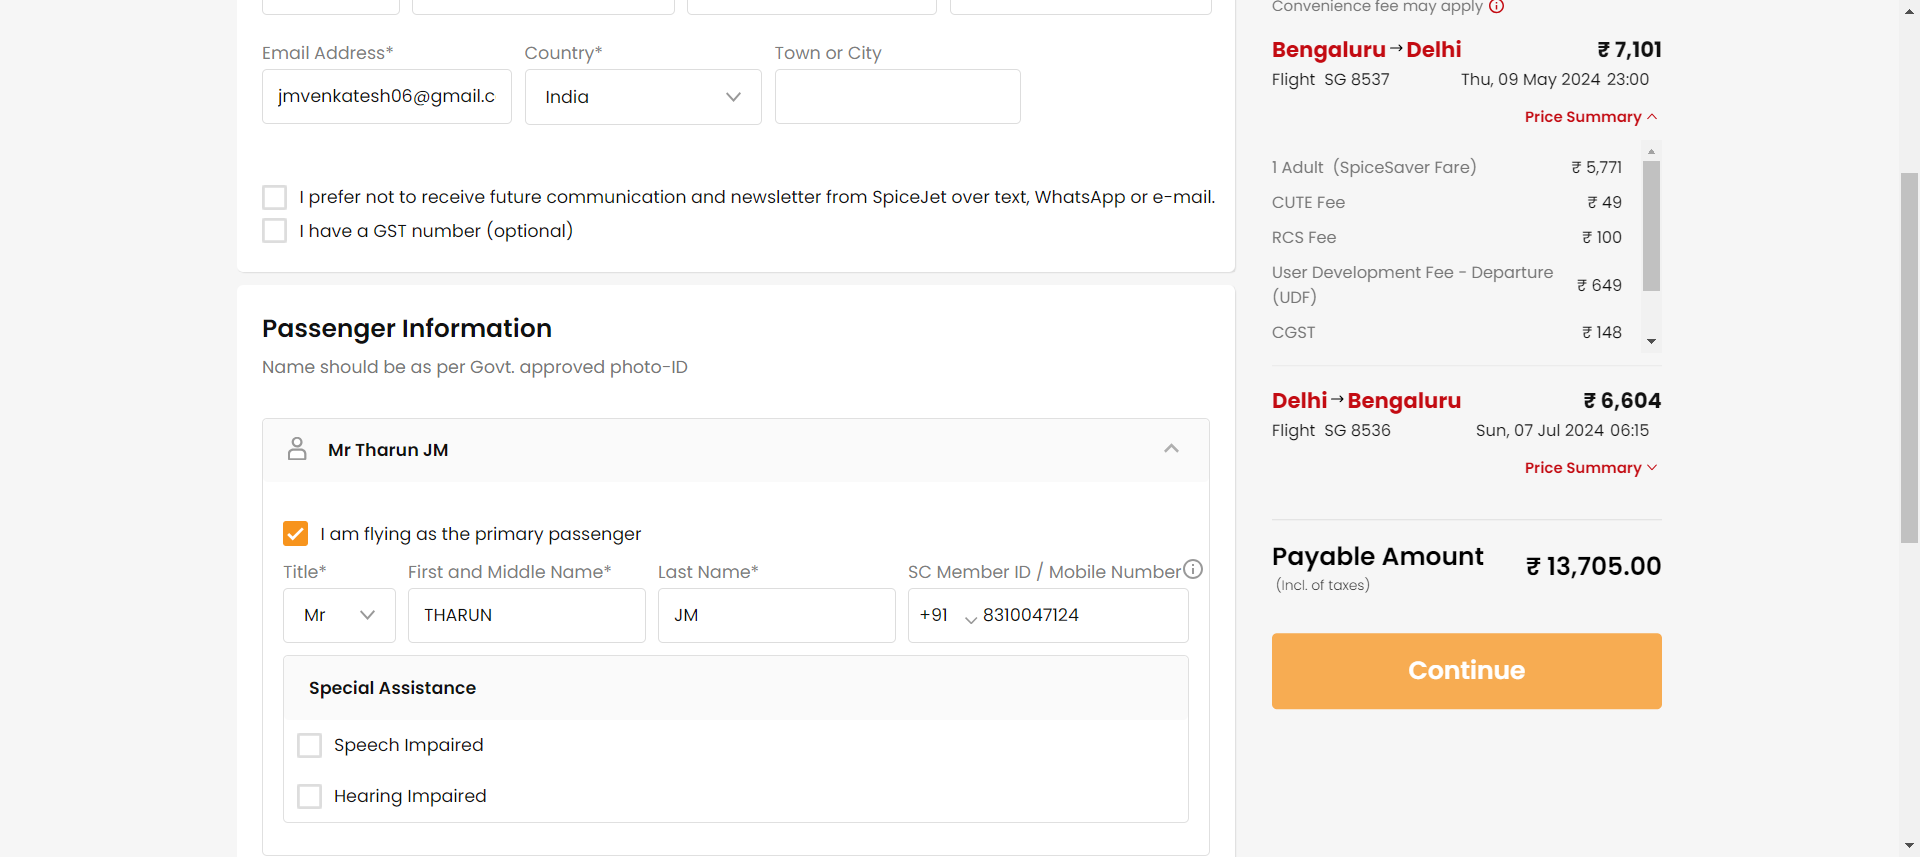 Email Address*
Country*
Town or City
jmvenkatesh06@gmail.c
India
I prefer not to receive future communication and newsletter from SpiceJet over text, WhatsApp or e-mail.
I have a GST number (optional)
Passenger Information
Name should be as per Govt. approved photo-ID
Mr Tharun JM
I am flying as the primary passenger
Title*
First and Middle Name*
Last Name*
SC Member ID / Mobile Number
Mr
THARUN
JM
+91
8310047124
Special Assistance
Speech Impaired
Hearing Impaired
Convenience fee may apply
Bengaluru → Delhi ₹ 7,101
Flight SG 8537 Thu, 09 May 2024 23:00
Price Summary
1 Adult (SpiceSaver Fare) ₹ 5,771
CUTE Fee ₹ 49
RCS Fee ₹ 100
User Development Fee - Departure
(UDF) ₹ 649
CGST ₹ 148
Delhi → Bengaluru ₹ 6,604
Flight SG 8536 Sun, 07 Jul 2024 06:15
Price Summary
Payable Amount ₹ 13,705.00
(Incl. of taxes)
Continue